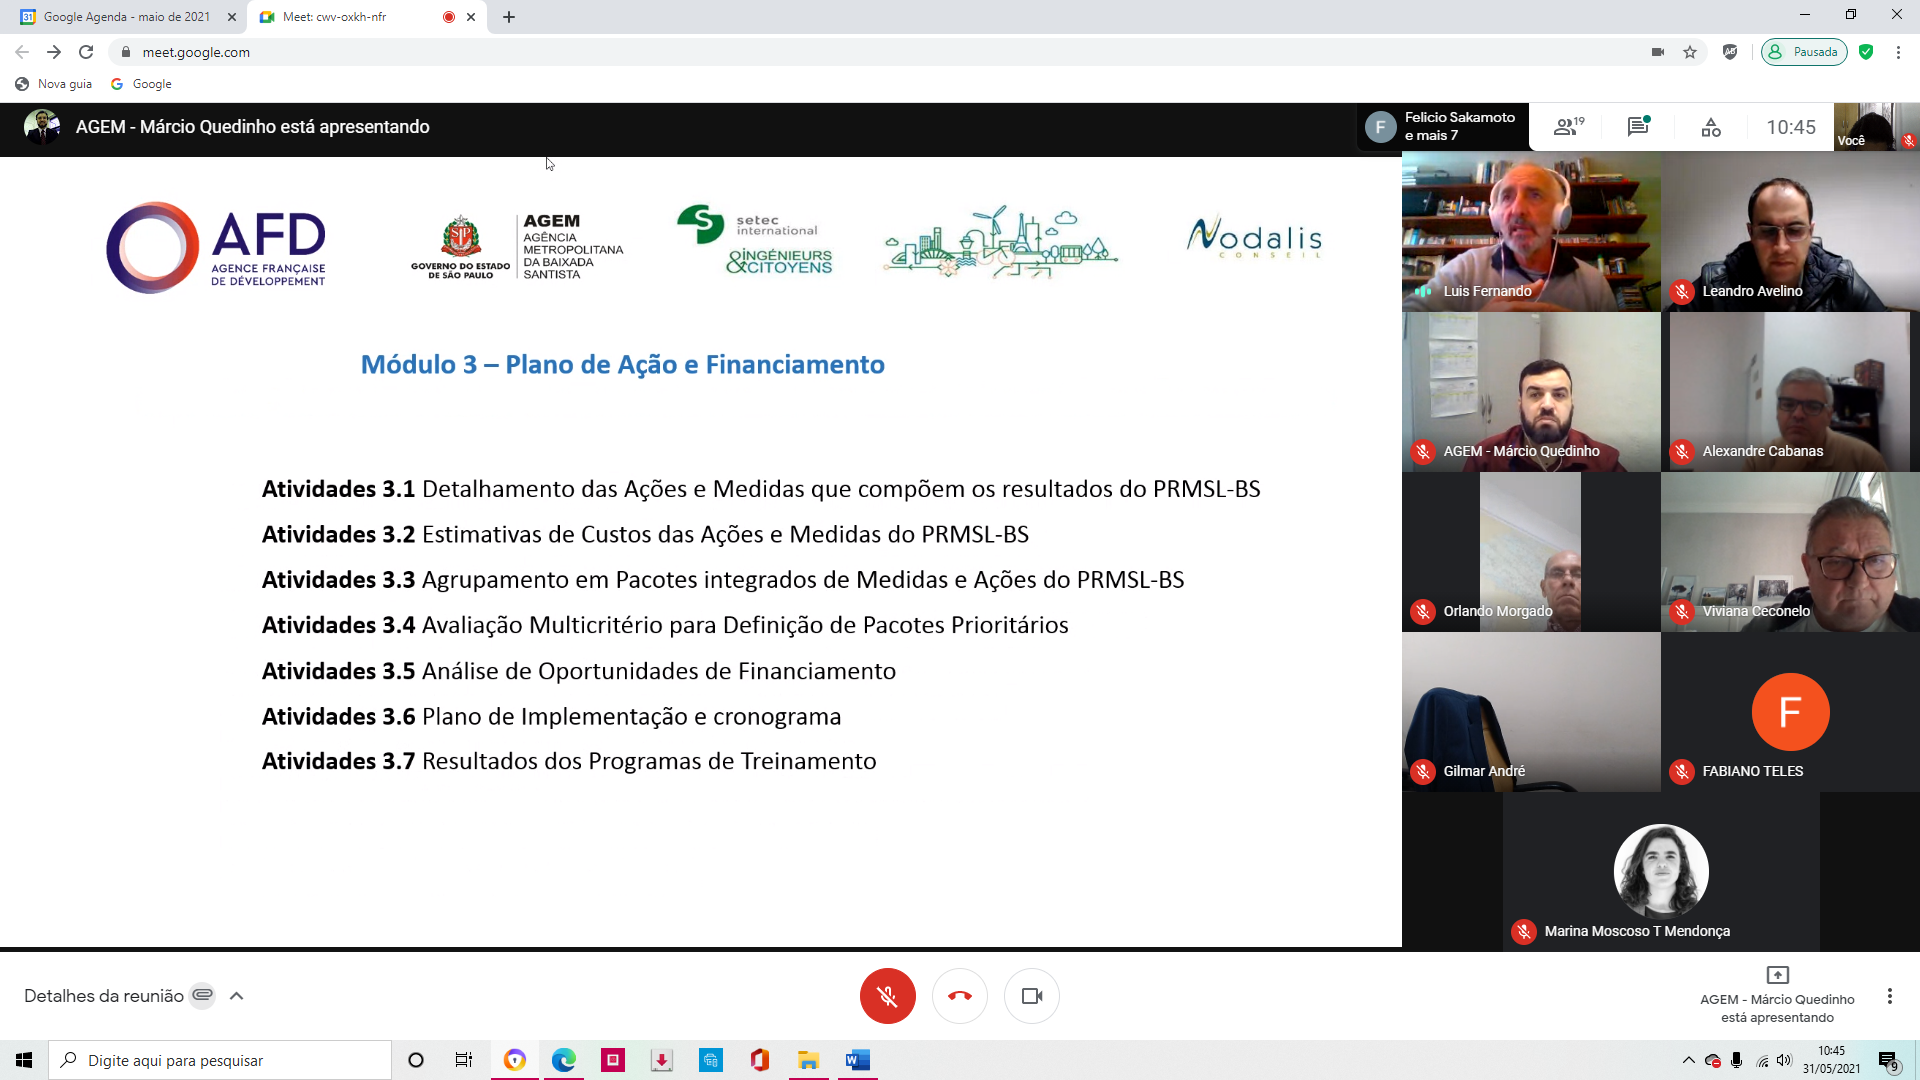 Google Agenda - maio de 2021
Meet: cwv-oxkh-nfr
meet.google.com
Pausada
Nova guia
Google
AGEM - Márcio Quedinho está apresentando
F
Felicio Sakamoto
e mais 7
19
10:45
Você
AFD
AGENCE FRANÇAISE
DE DÉVELOPPEMENT
GOVERNO DO ESTADO
DE SÃO PAULO
AGEM
AGÊNCIA
METROPOLITANA
DA BAIXADA
SANTISTA
setec
international
ingénieurs
&citoyens
Nodalis
CONSEIL
Módulo 3 – Plano de Ação e Financiamento
Atividades 3.1 Detalhamento das Ações e Medidas que compõem os resultados do PRMSL-BS
Atividades 3.2 Estimativas de Custos das Ações e Medidas do PRMSL-BS
Atividades 3.3 Agrupamento em Pacotes integrados de Medidas e Ações do PRMSL-BS
Atividades 3.4 Avaliação Multicritério para Definição de Pacotes Prioritários
Atividades 3.5 Análise de Oportunidades de Financiamento
Atividades 3.6 Plano de Implementação e cronograma
Atividades 3.7 Resultados dos Programas de Treinamento
Luis Fernando
Leandro Avelino
AGEM - Márcio Quedinho
Alexandre Cabanas
Orlando Morgado
Viviana Ceconelo
Gilmar André
F
FABIANO TELES
Marina Moscoso T Mendonça
Detalhes da reunião
AGEM - Márcio Quedinho
está apresentando
Digite aqui para pesquisar
10:45
31/05/2021
9